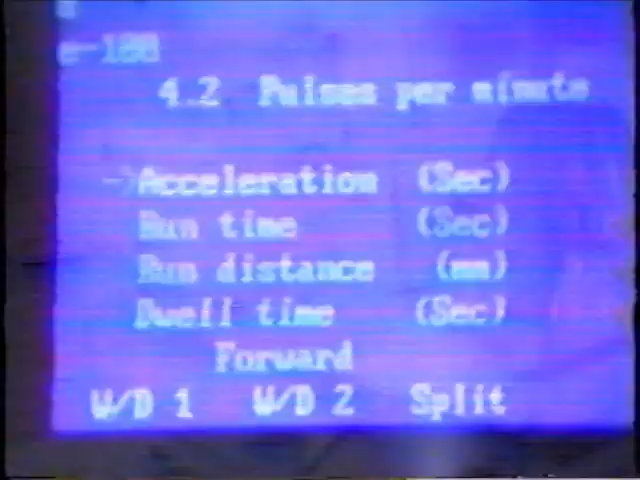 e-100
4.2 Pulses per minute
->Acceleration (Sec)
Run time (Sec)
Run distance (mm)
Dwell time (Sec)
Forward
W/D 1 W/D 2 Split